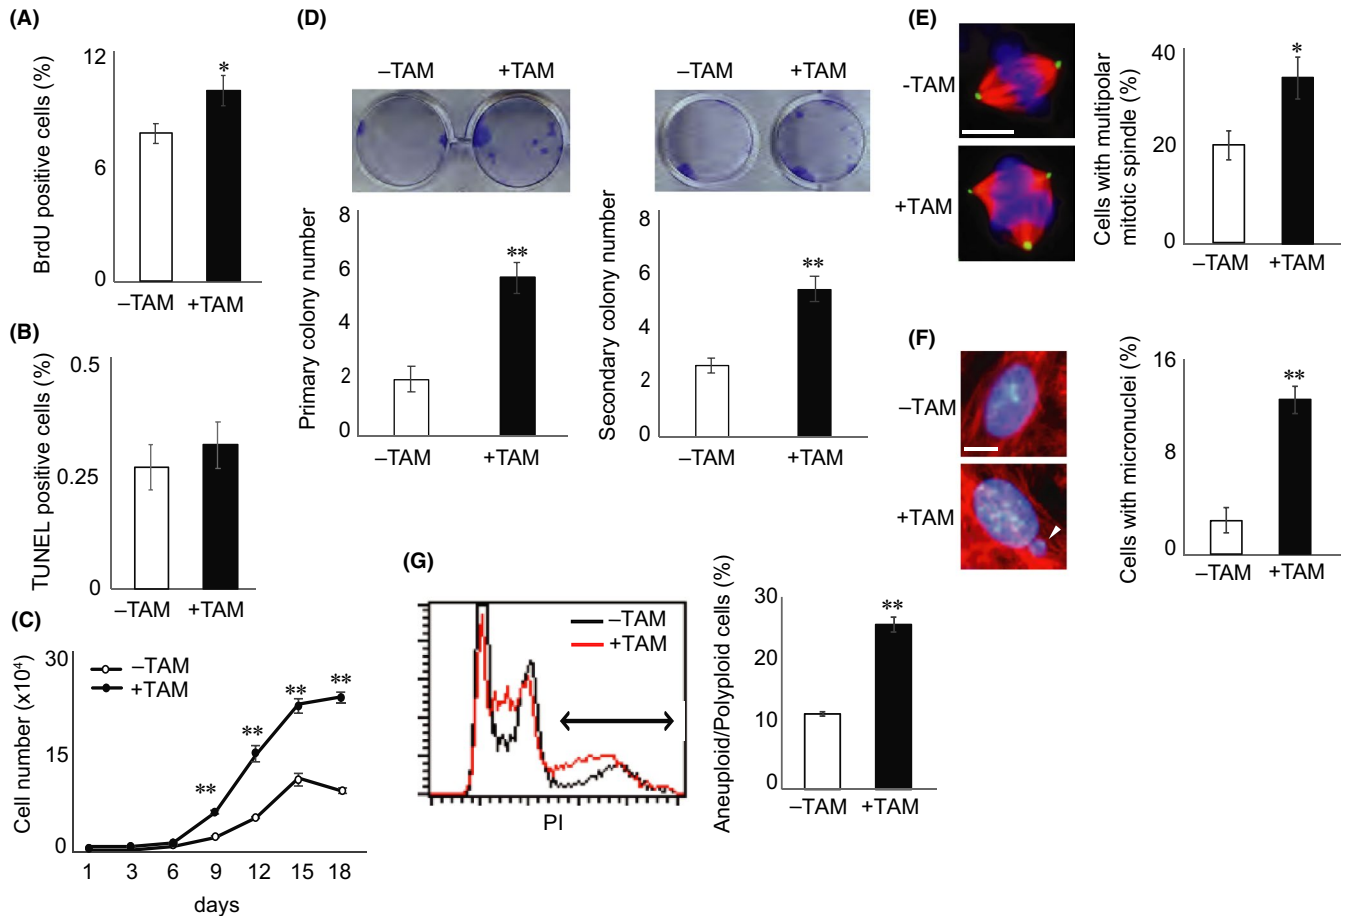 (A)
BrdU positive cells (%)
12
6
0
*
–TAM +TAM
(B)
TUNEL positive cells (%)
0.5
0.25
0
–TAM +TAM
(C)
Cell number (x10⁴)
30
15
0
–TAM
+TAM
** ** ** **
1 3 6 9 12 15 18
days
(D)
–TAM +TAM
Primary colony number
8
6
4
2
0
**
–TAM +TAM
–TAM +TAM
Secondary colony number
8
6
4
2
0
**
–TAM +TAM
(E)
-TAM
+TAM
Cells with multipolar
mitotic spindle (%)
40
20
0
*
–TAM +TAM
(F)
–TAM
+TAM
Cells with micronuclei (%)
16
8
0
**
–TAM +TAM
(G)
–TAM
+TAM
PI
Aneuploid/Polyploid cells (%)
30
20
10
0
**
–TAM +TAM